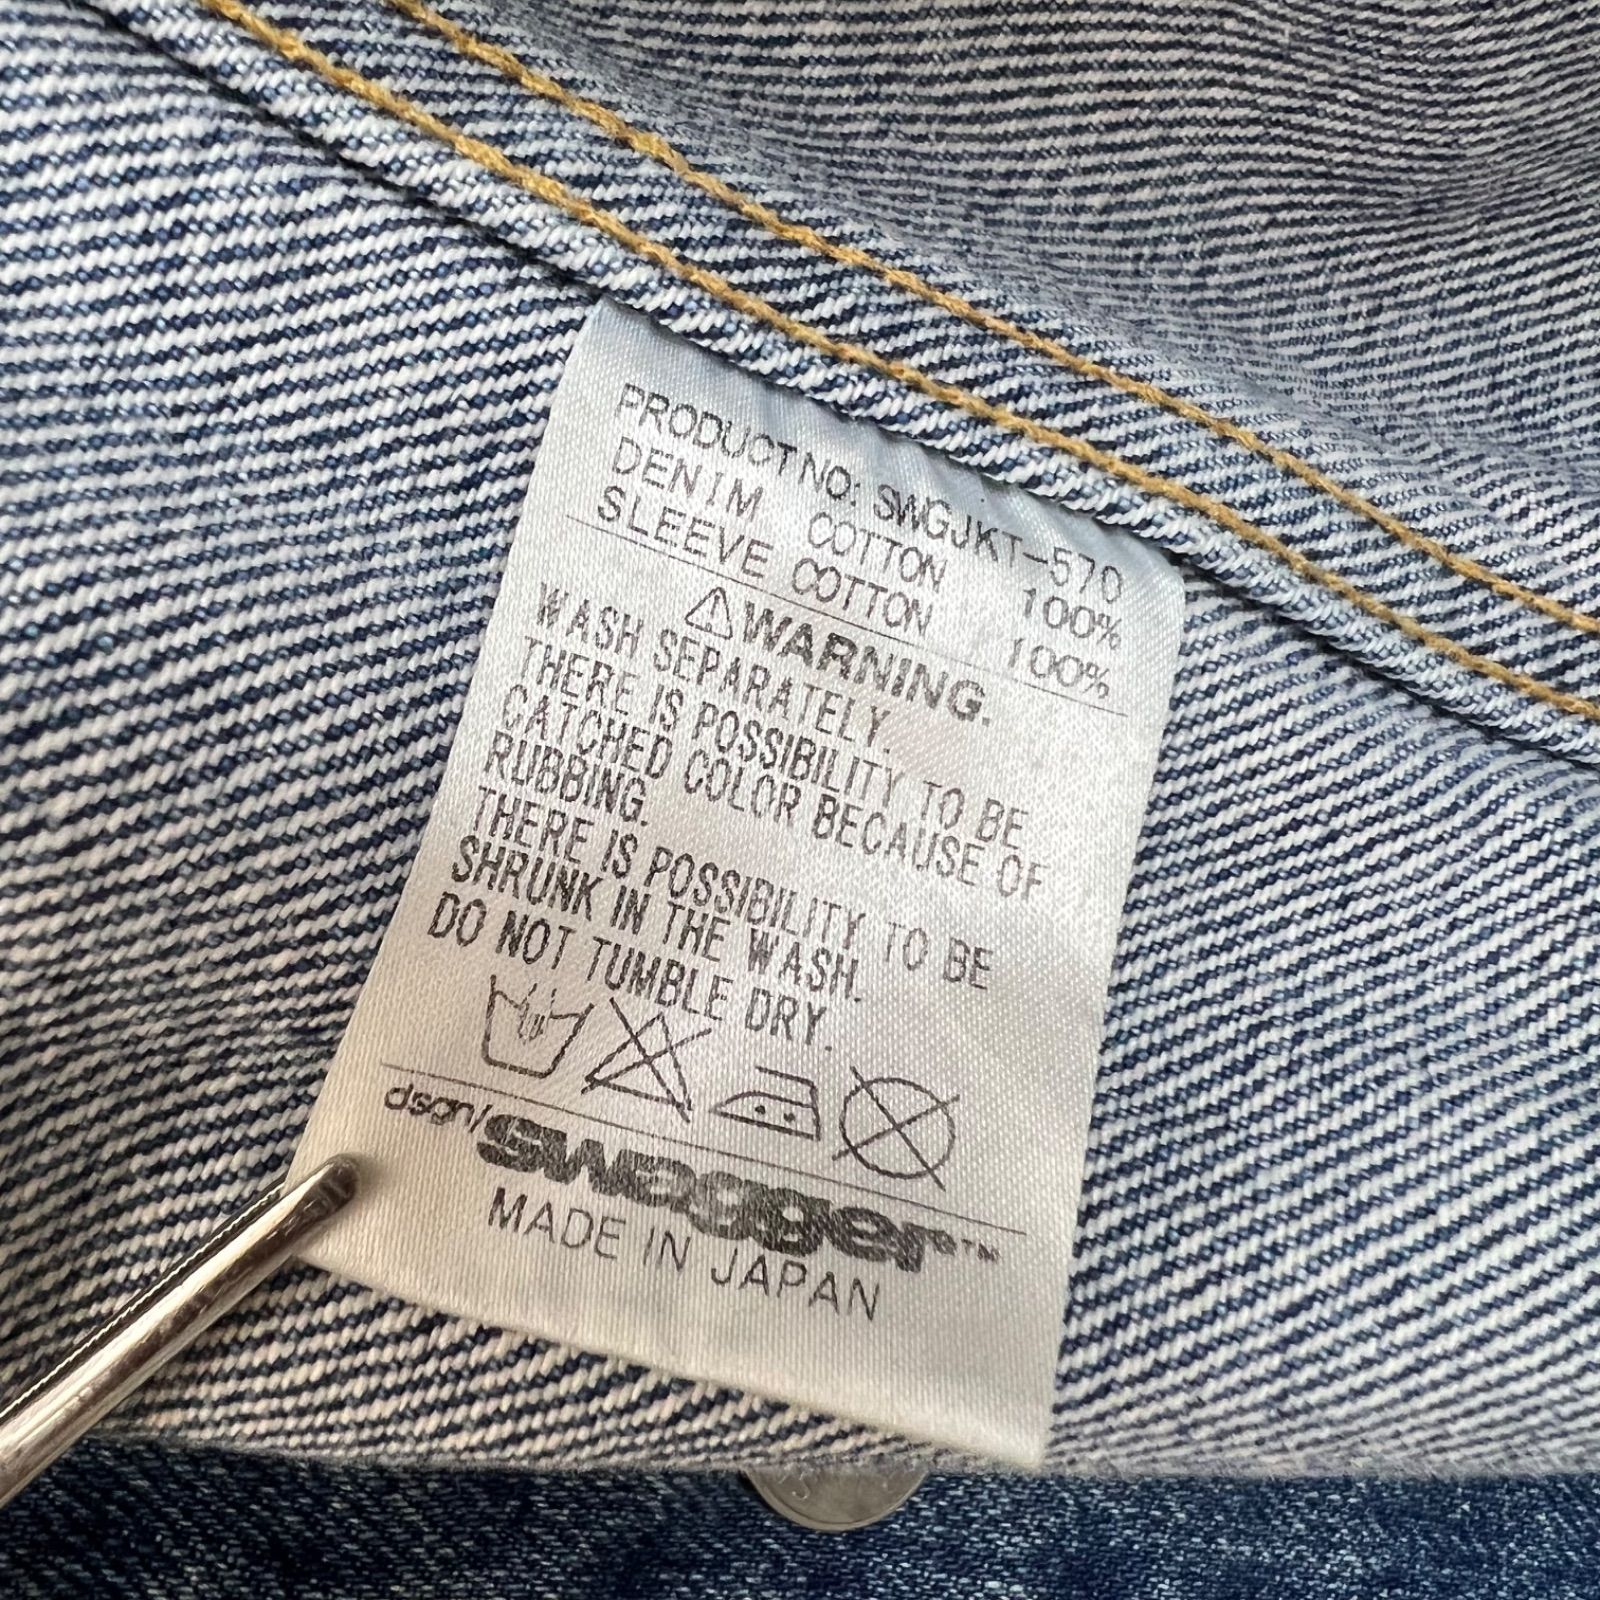 PRODUCT NO: SWGJKT-570
DENIM COTTON 100%
SLEEVE COTTON 100%
⚠WARNING.
WASH SEPARATELY.
THERE IS POSSIBILITY TO BE
CATCHED COLOR BECAUSE OF
RUBBING.
THERE IS POSSIBILITY TO BE
SHRUNK IN THE WASH.
DO NOT TUMBLE DRY.
dsgn/swagger®™
MADE IN JAPAN